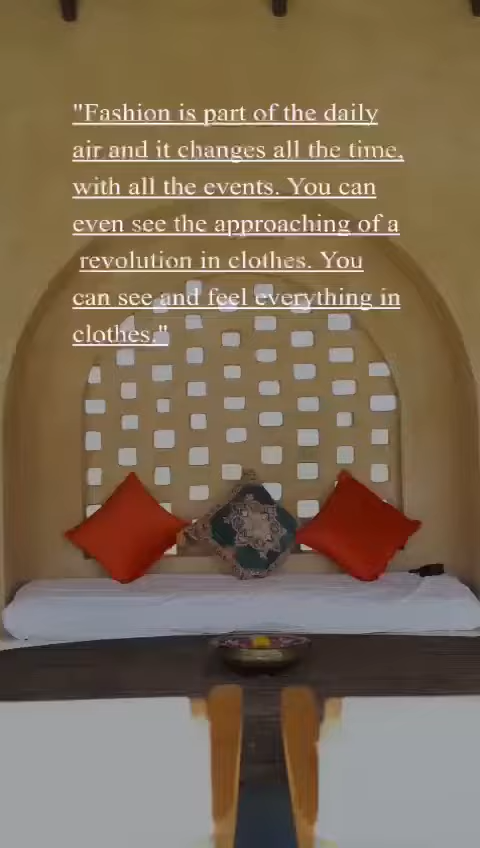 "Fashion is part of the daily
air and it changes all the time,
with all the events. You can
even see the approaching of a
revolution in clothes. You
can see and feel everything in
clothes."